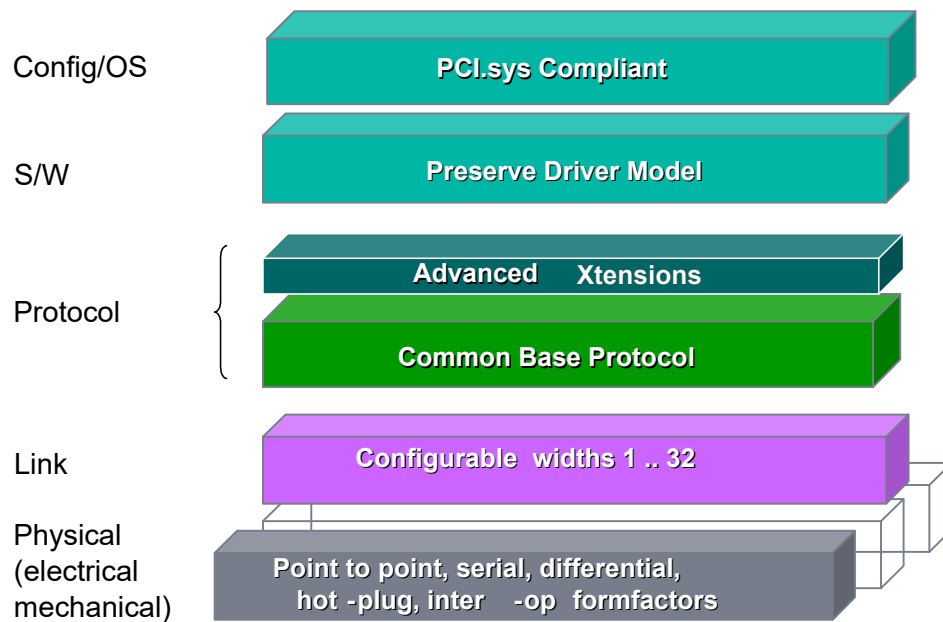 Config/OS
PCI.sys Compliant
S/W
Preserve Driver Model
Advanced Xtensions
Protocol
Common Base Protocol
Link
Configurable widths 1 .. 32
Physical
(electrical
mechanical)
Point to point, serial, differential,
hot -plug, inter -op formfactors